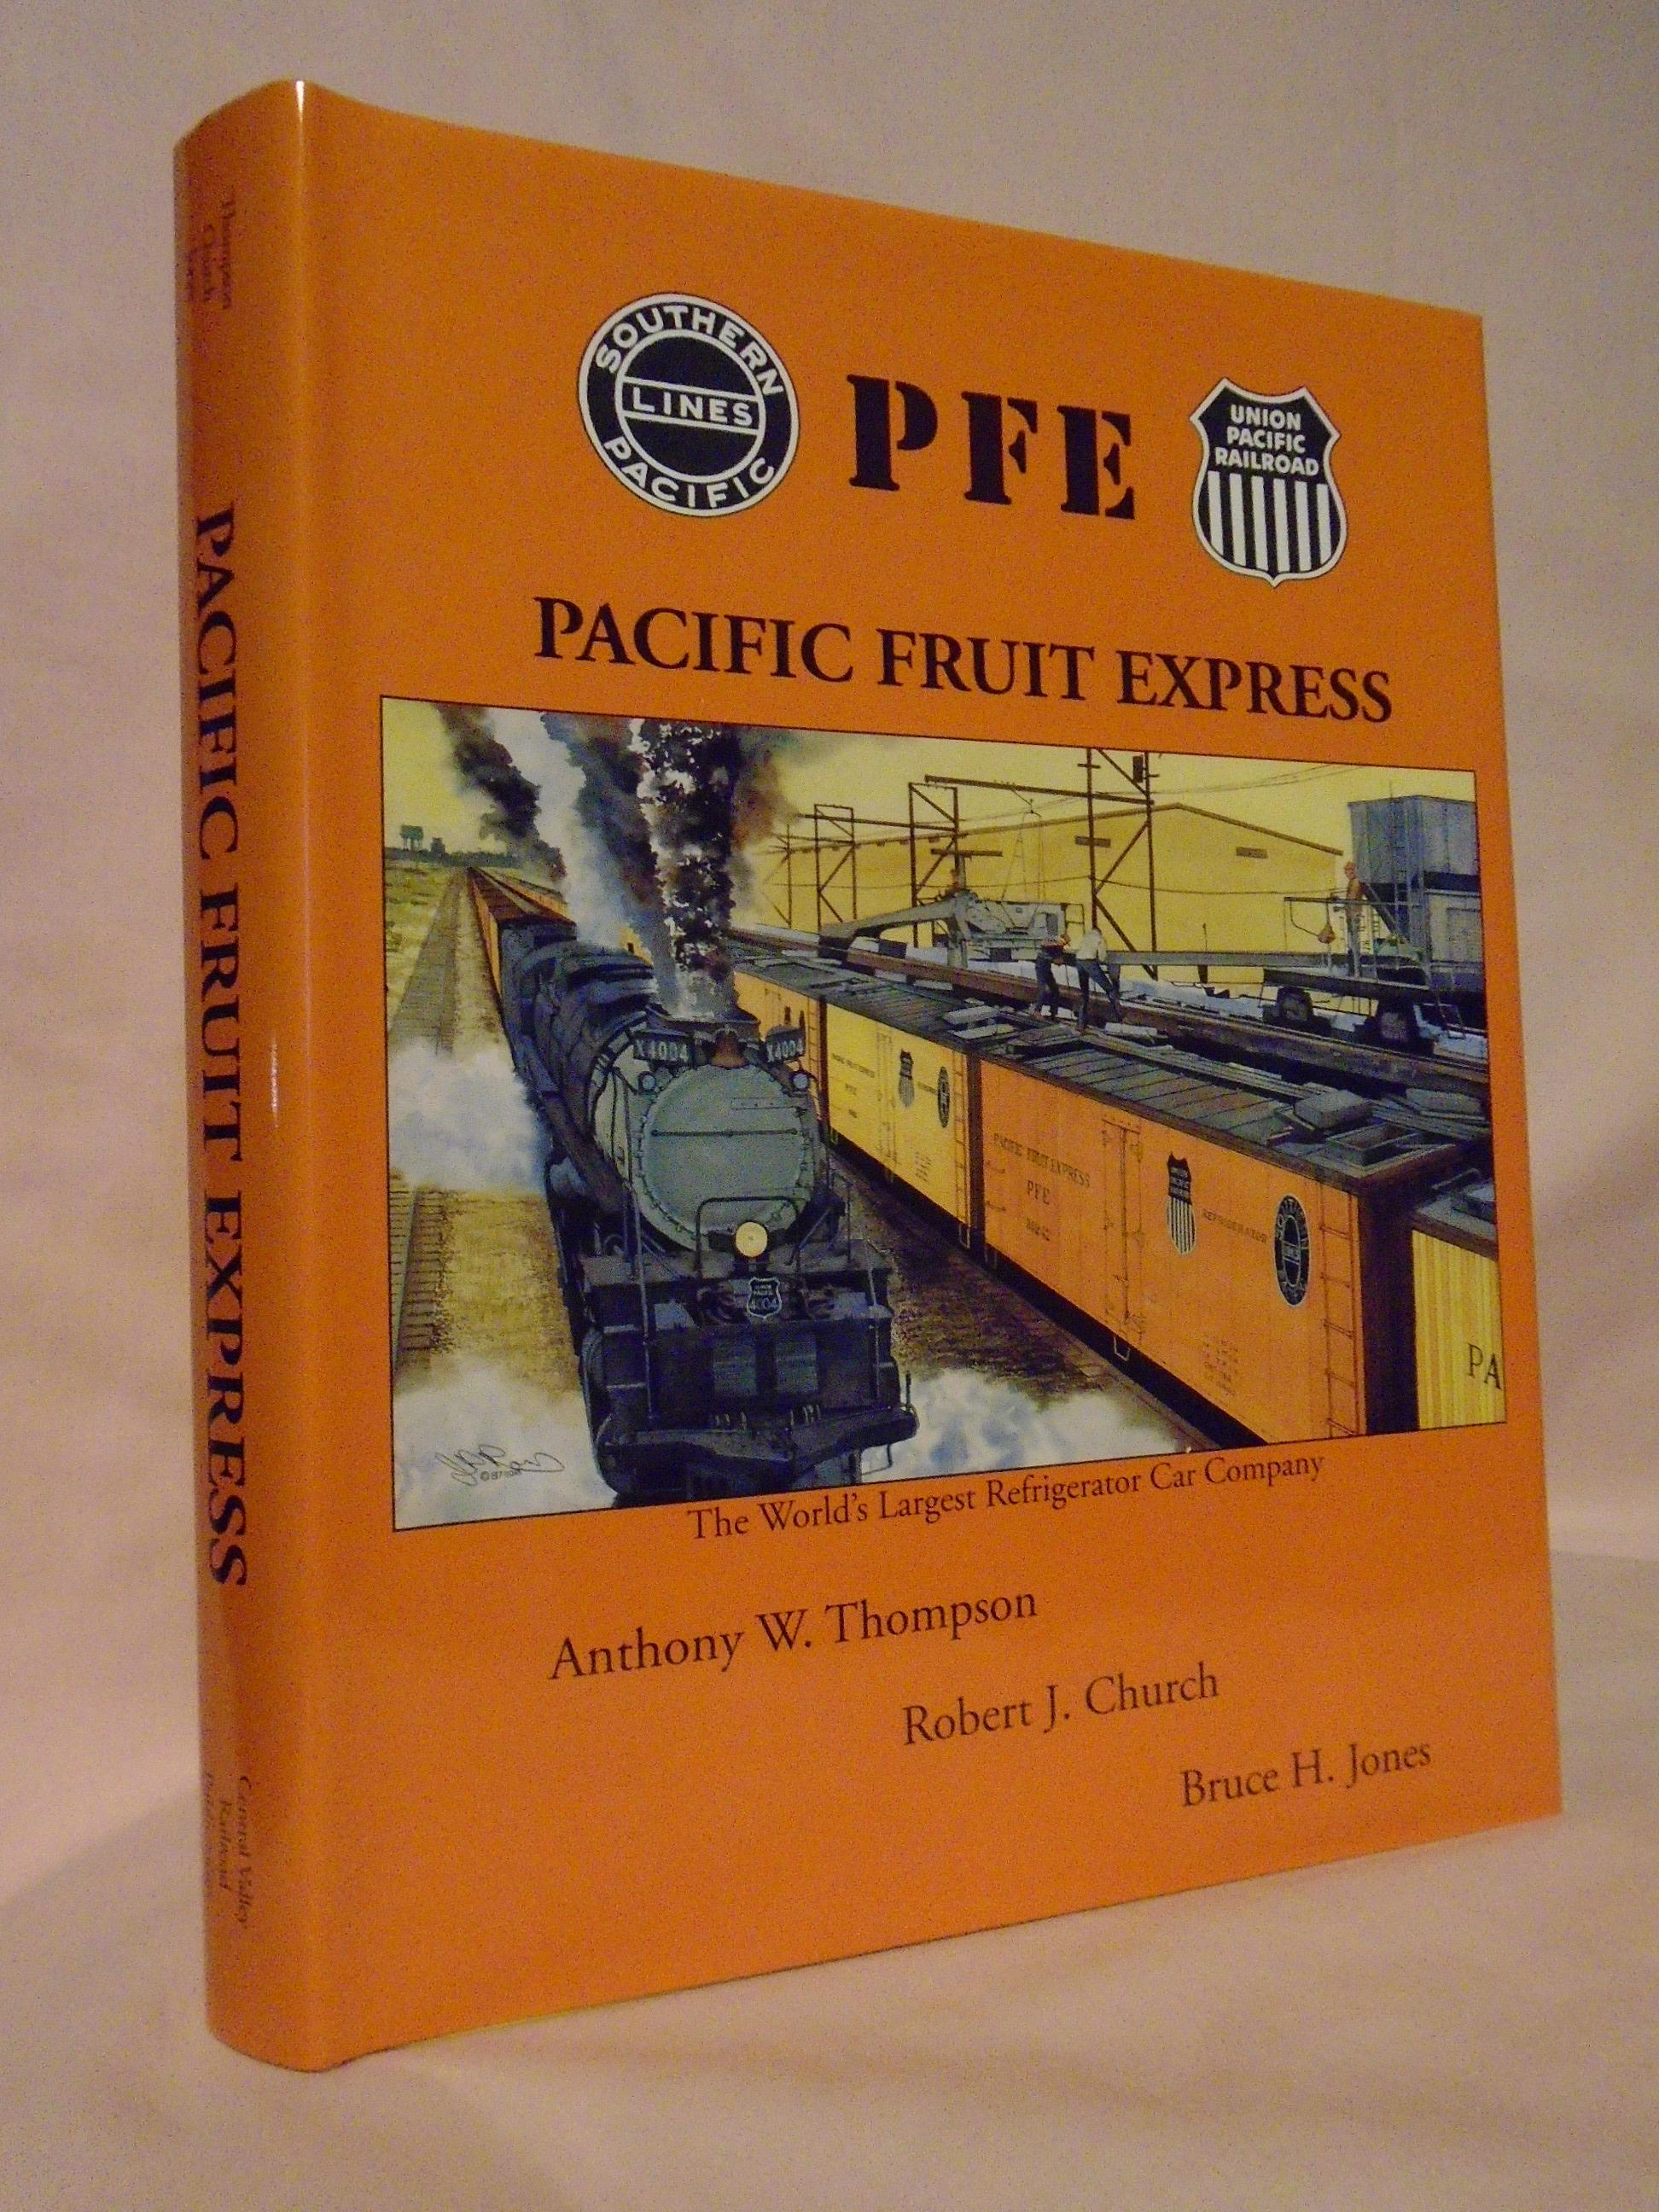 SOUTHERN
LINES
PACIFIC
PFE
UNION
PACIFIC
RAILROAD
PACIFIC FRUIT EXPRESS
X4004
X4004
4004
PACIFIC FRUIT EXPRESS
PFE
REFRIGERATOR
PA
The World's Largest Refrigerator Car Company
Anthony W. Thompson
Robert J. Church
Bruce H. Jones
Thompson
Church
PACIFIC FRUIT EXPRESS
Central Valley
Railroad